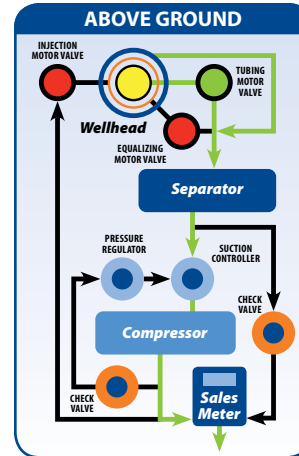 ABOVE GROUND
INJECTION
MOTOR VALVE
TUBING
MOTOR
VALVE
Wellhead
EQUALIZING
MOTOR VALVE
Separator
PRESSURE
REGULATOR
SUCTION
CONTROLLER
CHECK
VALVE
Compressor
CHECK
VALVE
Sales
Meter